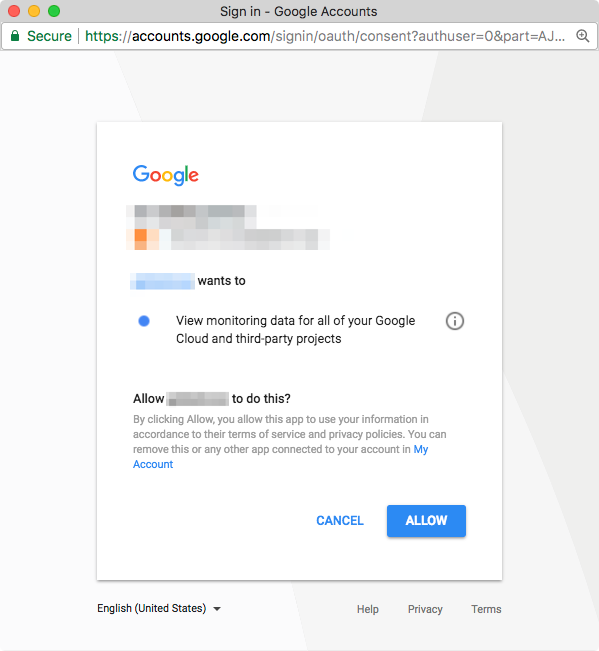 Sign in - Google Accounts
Secure | https://accounts.google.com/signin/oauth/consent?authuser=0&part=AJ...
Google
wants to
View monitoring data for all of your Google
Cloud and third-party projects
Allow to do this?
By clicking Allow, you allow this app to use your information in
accordance to their terms of service and privacy policies. You can
remove this or any other app connected to your account in My
Account
CANCEL ALLOW
English (United States) Help Privacy Terms